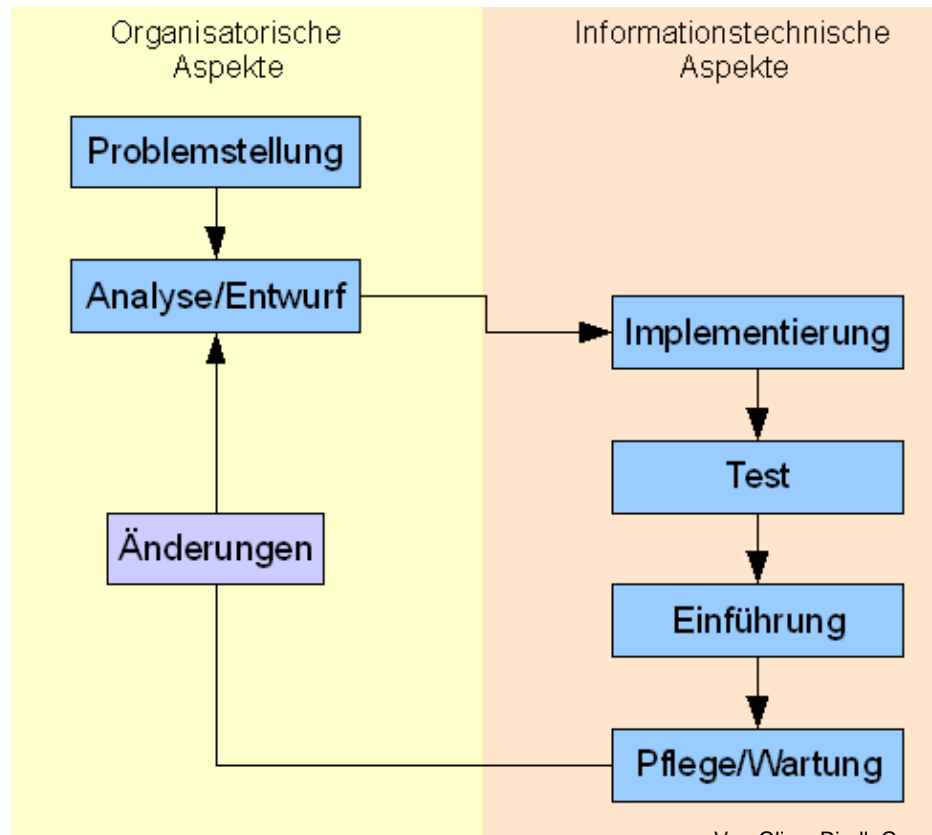 Organisatorische
Aspekte
Informationstechnische
Aspekte
Problemstellung
Analyse/Entwurf
Implementierung
Test
Änderungen
Einführung
Pflege/Wartung